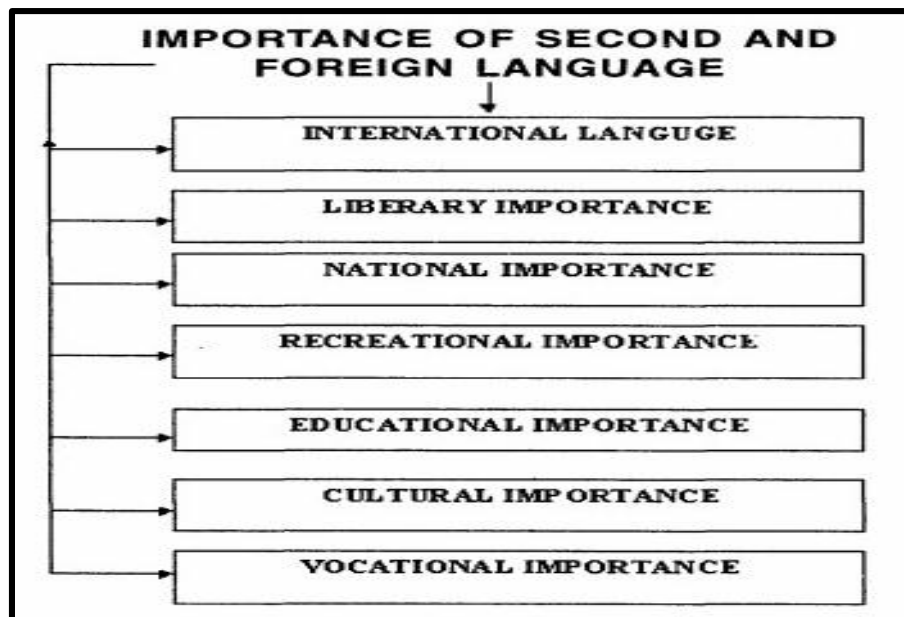 IMPORTANCE OF SECOND AND
FOREIGN LANGUAGE
INTERNATIONAL LANGUGE
LIBERARY IMPORTANCE
NATIONAL IMPORTANCE
RECREATIONAL IMPORTANCE
EDUCATIONAL IMPORTANCE
CULTURAL IMPORTANCE
VOCATIONAL IMPORTANCE